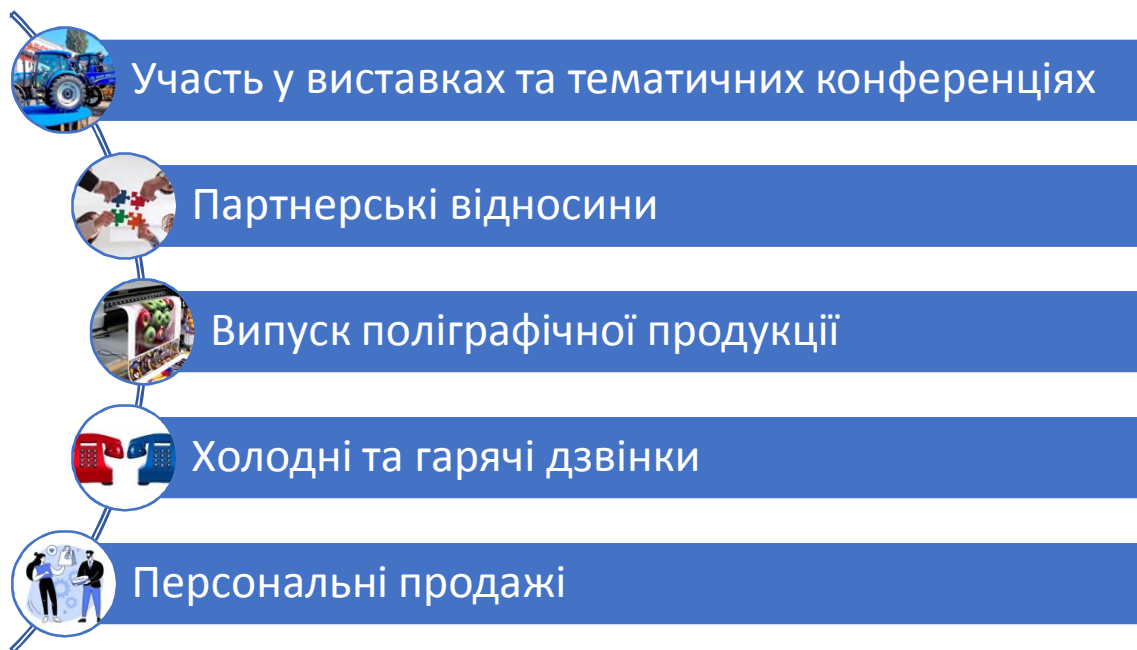 Участь у виставках та тематичних конференціях
Партнерські відносини
Випуск поліграфічної продукції
Холодні та гарячі дзвінки
Персональні продажі